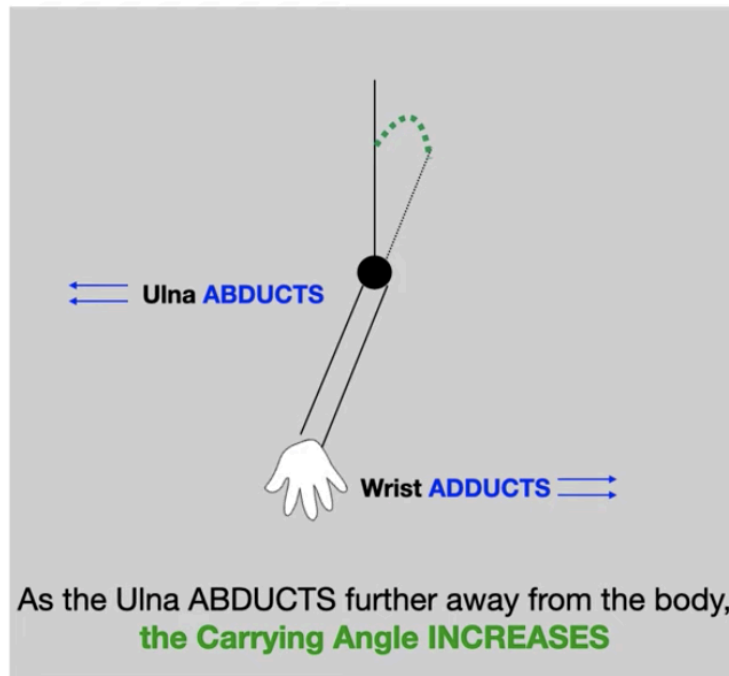 Ulna ABDUCTS
Wrist ADDUCTS
As the Ulna ABDUCTS further away from the body,
the Carrying Angle INCREASES